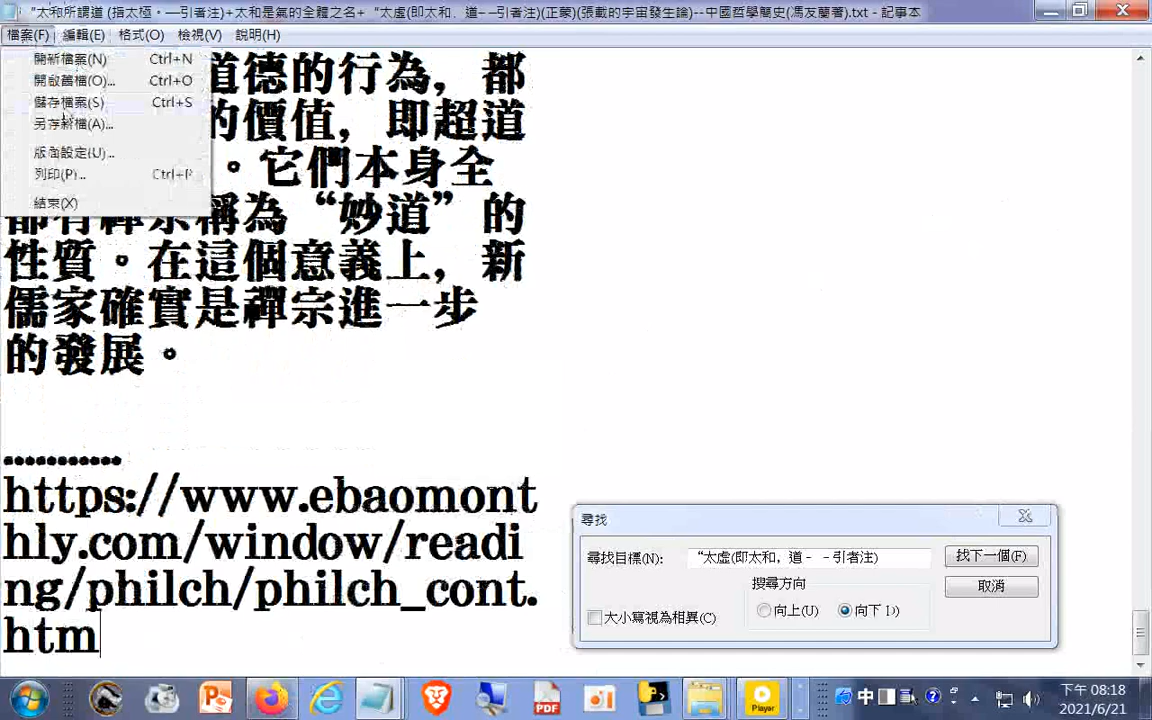 “太和所謂道 (指太極。—引者注)+太和是氣的全體之名+“太虛(即太和．道--引者注)(正蒙)(張載的宇宙發生論)--中國哲學簡史(馮友蘭著).txt - 記事本
檔案(F) 編輯(E) 格式(O) 檢視(V) 說明(H)
開新檔案(N) Ctrl+N
開啟舊檔(O)... Ctrl+O
儲存檔案(S) Ctrl+S
另存新檔(A)...
版面設定(U)...
列印(P)... Ctrl+P
結束(X)
道德的行為，都
的價值，即超道
。它們本身全
都有禪宗稱為“妙道”的
性質。在這個意義上，新
儒家確實是禪宗進一步
的發展。
https://www.ebaomont
hly.com/window/readi
ng/philch/philch_cont.
htm
尋找
尋找目標(N): “太虛(即太和，道- -引者注)
找下一個(F)
搜尋方向
取消
大小寫視為相異(C) 向上(U) 向下(D)
PDF
Player
中
下午 08:18
2021/6/21